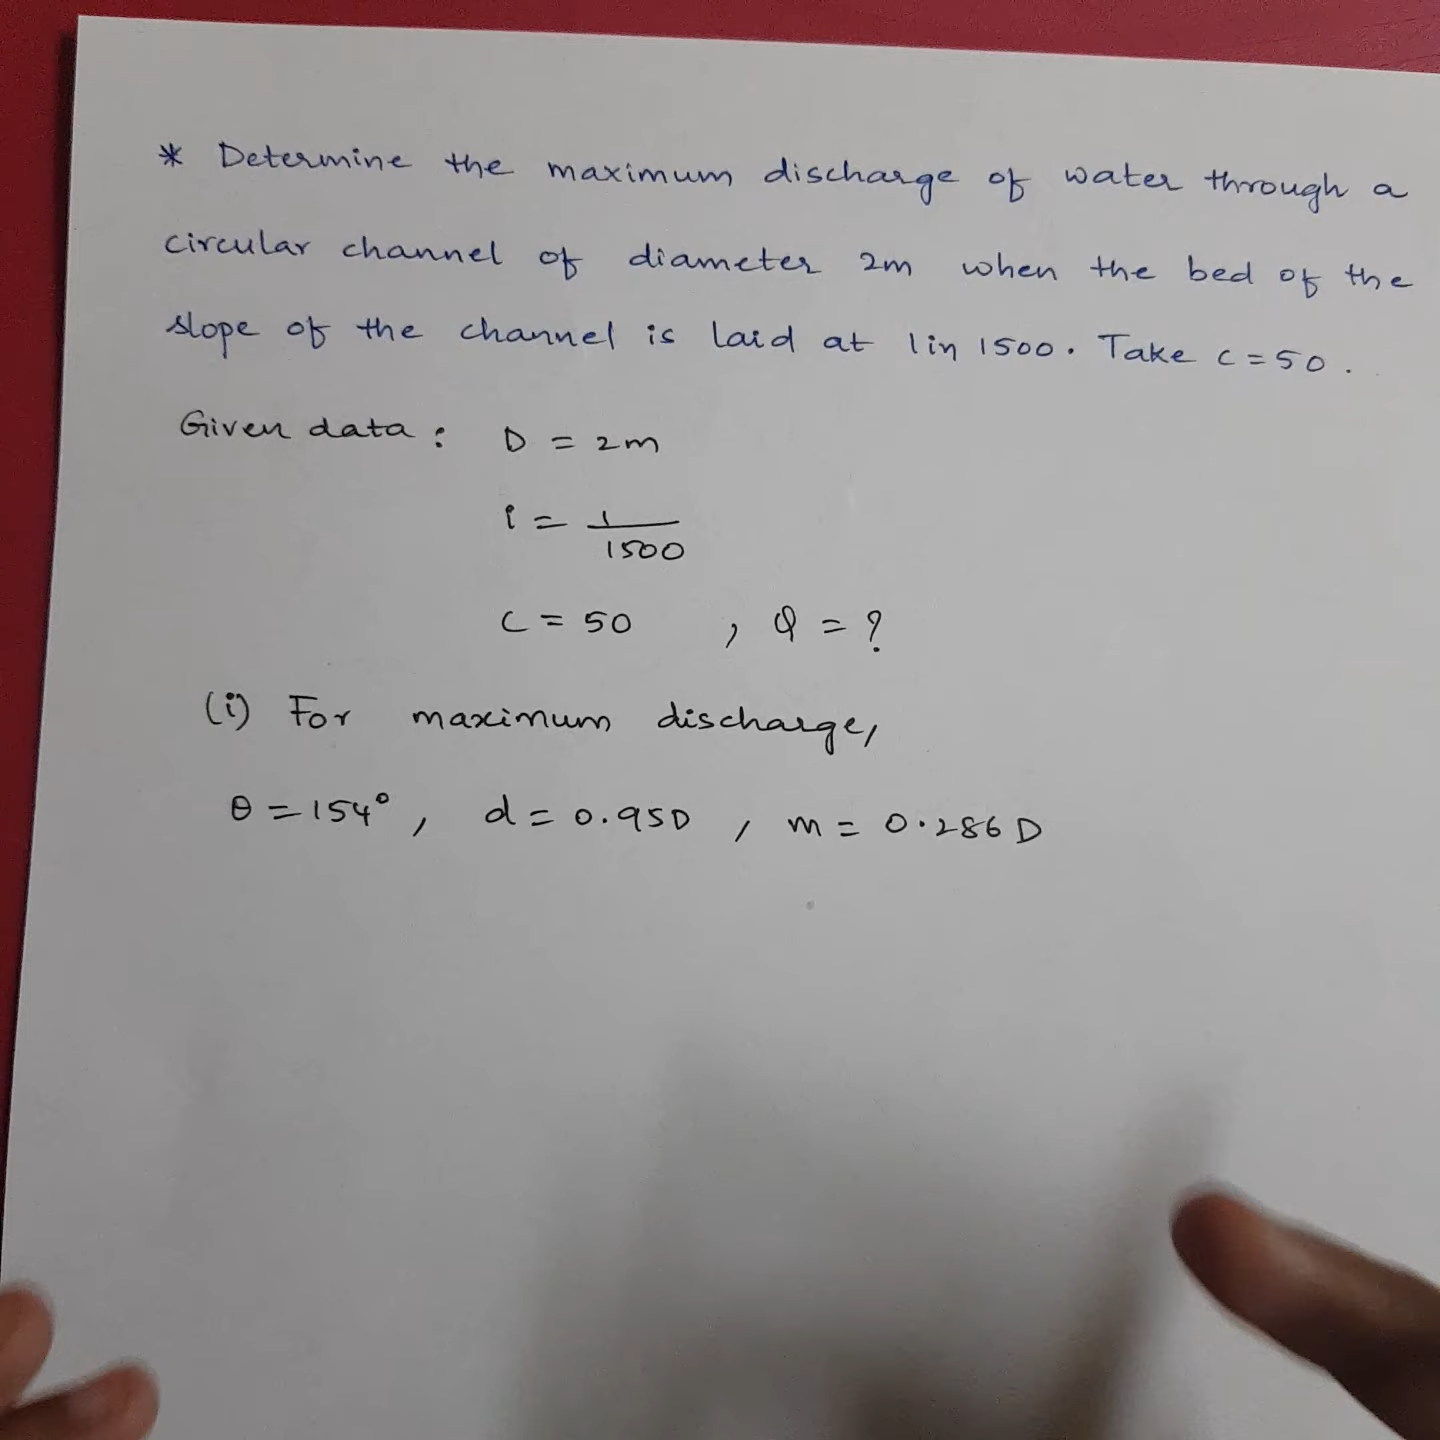 * Determine the maximum discharge of water through a
circular channel of diameter 2m when the bed of the
slope of the channel is laid at 1 in 1500. Take C = 50.
Given data : D = 2m
i = 1/1500
C = 50 , Q = ?
(i) For maximum discharge,
θ = 154° , d = 0.95D , m = 0.286 D